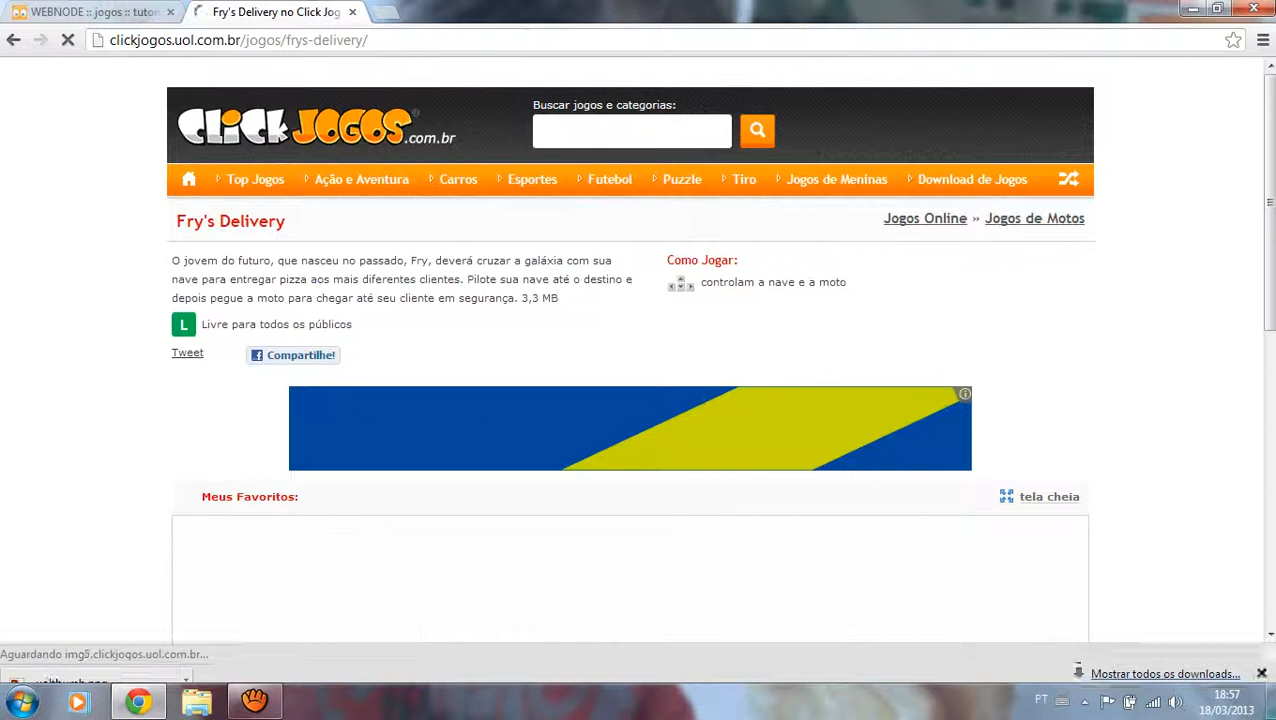 WEBNODE :: jogos :: tutor
Fry's Delivery no Click Jog
clickjogos.uol.com.br/jogos/frys-delivery/
CLICK JOGOS.com.br
Buscar jogos e categorias:
Top Jogos
Ação e Aventura
Carros
Esportes
Futebol
Puzzle
Tiro
Jogos de Meninas
Download de Jogos
Fry's Delivery
Jogos Online » Jogos de Motos
O jovem do futuro, que nasceu no passado, Fry, deverá cruzar a galáxia com sua
nave para entregar pizza aos mais diferentes clientes. Pilote sua nave até o destino e
depois pegue a moto para chegar até seu cliente em segurança. 3,3 MB
Como Jogar:
controlam a nave e a moto
L Livre para todos os públicos
Tweet
Compartilhe!
Meus Favoritos:
tela cheia
Aguardando img5.clickjogos.uol.com.br...
Mostrar todos os downloads...
PT
18:57
18/03/2013